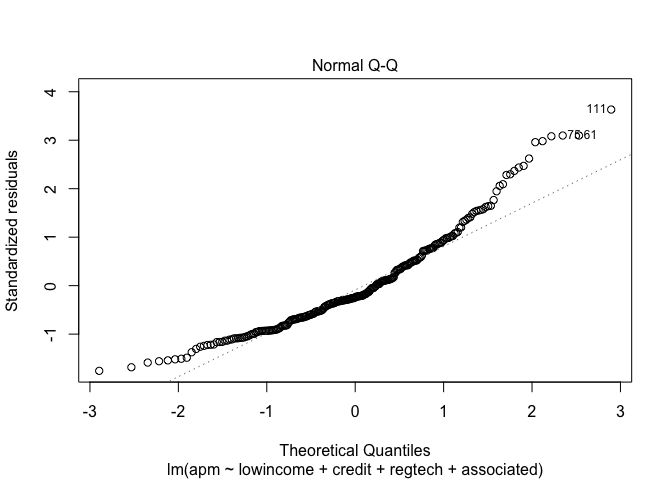 Normal Q-Q
Standardized residuals
4
3
2
1
0
-1
111
75
61
-3 -2 -1 0 1 2 3
Theoretical Quantiles
lm(apm ~ lowincome + credit + regtech + associated)